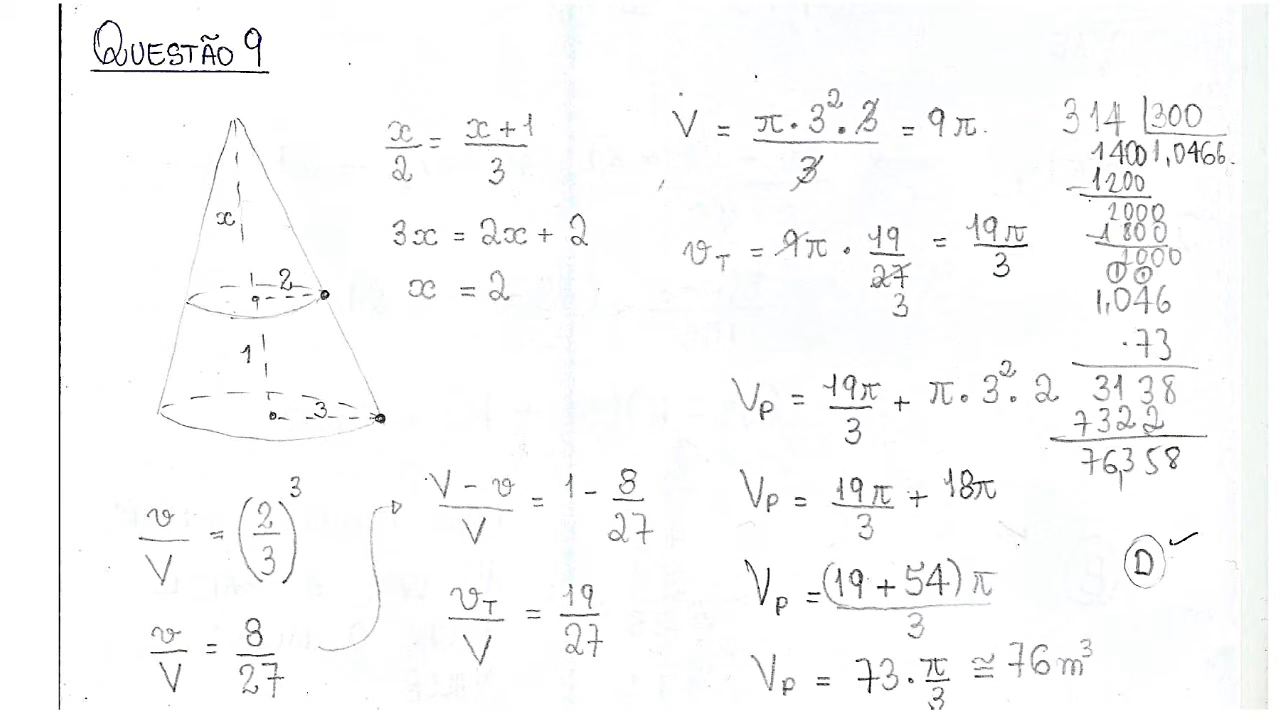 QUESTÃO 9
x
2
1
3
x/2 = (x + 1)/3
3x = 2x + 2
x = 2
v/V = (2/3)³
v/V = 8/27
(V - v)/V = 1 - 8/27
v_T/V = 19/27
V = (π · 3² · 3)/3 = 9π.
v_T = 9π · 19/27 = 19π/3
3
V_P = 19π/3 + π · 3² · 2
V_P = 19π/3 + 18π
V_P = (19 + 54)π/3
V_P = 73 · π/3 ≅ 76 m³
314 |300
1400 1,0466.
-1200
2000
-1800
2000
1,046
·73
3138
7322
76,358
D ✓